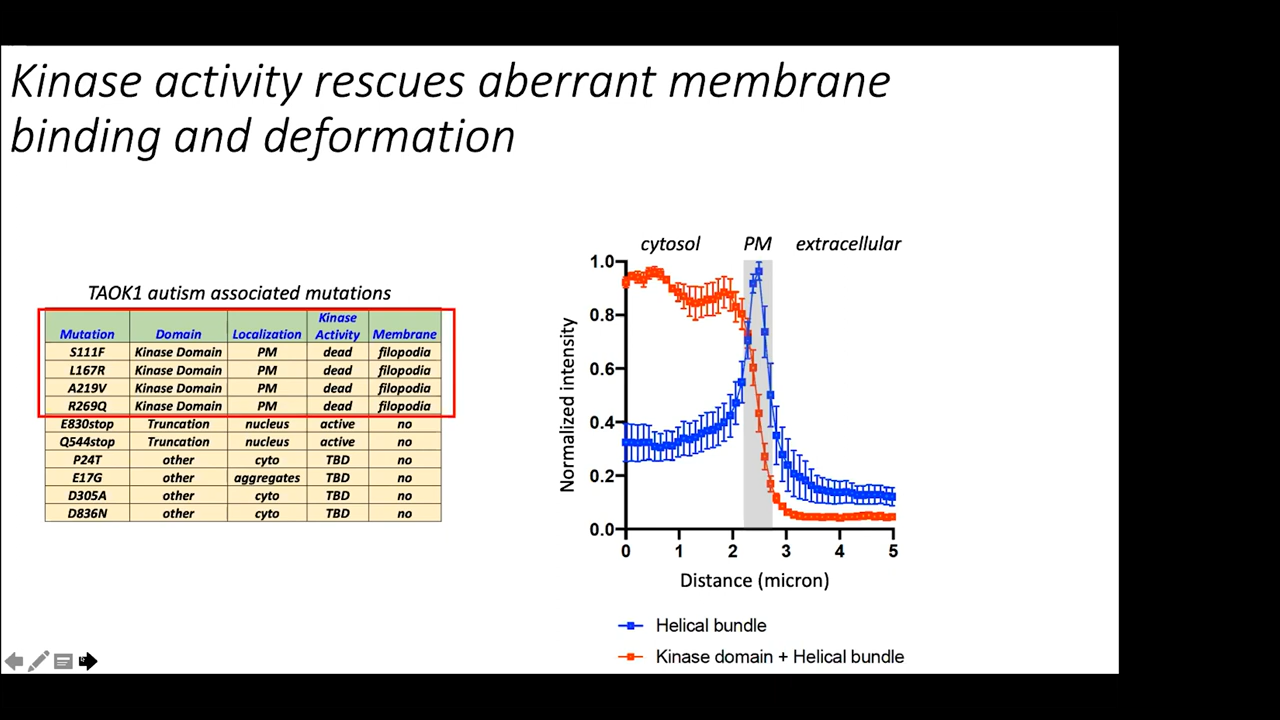 Kinase activity rescues aberrant membrane
binding and deformation
TAOK1 autism associated mutations
Mutation Domain Localization Kinase Activity Membrane
S111F Kinase Domain PM dead filopodia
L167R Kinase Domain PM dead filopodia
A219V Kinase Domain PM dead filopodia
R269Q Kinase Domain PM dead filopodia
E830stop Truncation nucleus active no
Q544stop Truncation nucleus active no
P24T other cyto TBD no
E17G other aggregates TBD no
D305A other cyto TBD no
D836N other cyto TBD no
cytosol PM extracellular
Normalized intensity
1.0
0.8
0.6
0.4
0.2
0.0
0 1 2 3 4 5
Distance (micron)
Helical bundle
Kinase domain + Helical bundle